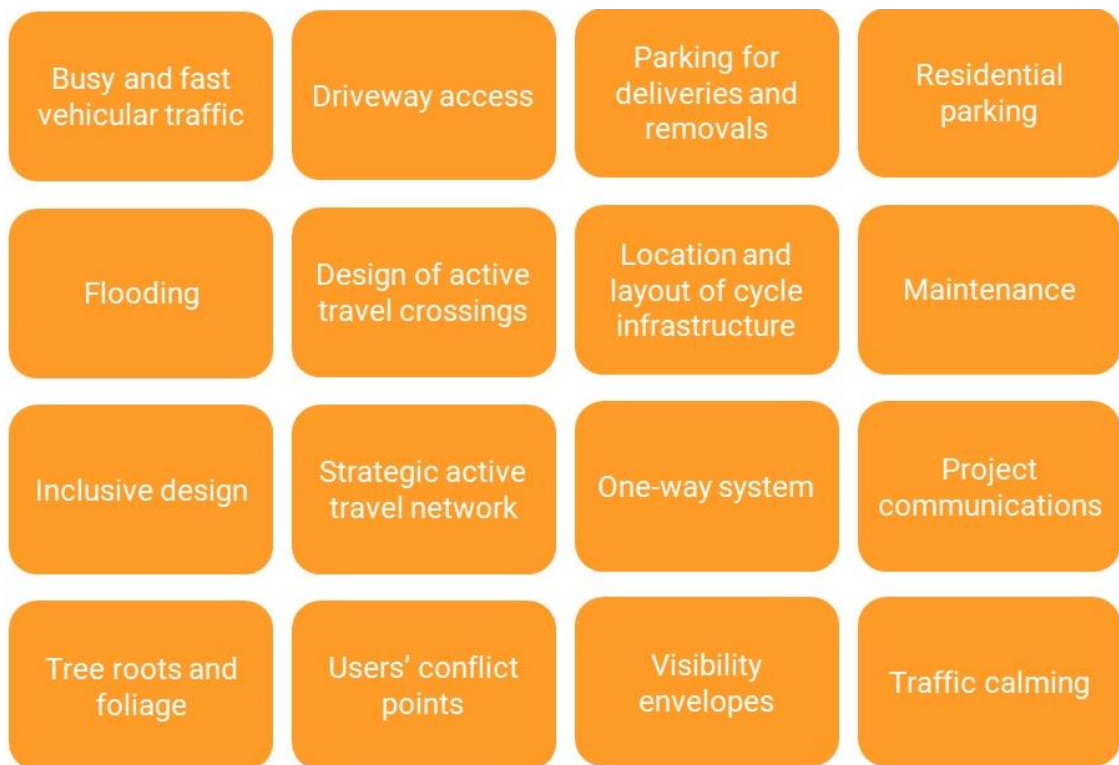 Busy and fast
vehicular traffic
Driveway access
Parking for
deliveries and
removals
Residential
parking
Flooding
Design of active
travel crossings
Location and
layout of cycle
infrastructure
Maintenance
Inclusive design
Strategic active
travel network
One-way system
Project
communications
Tree roots and
foliage
Users’ conflict
points
Visibility
envelopes
Traffic calming